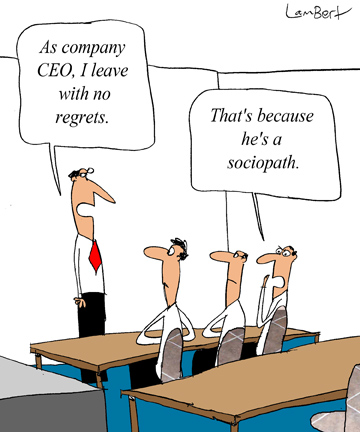 LamBert
As company
CEO, I leave
with no
regrets.
That's because
he's a
sociopath.